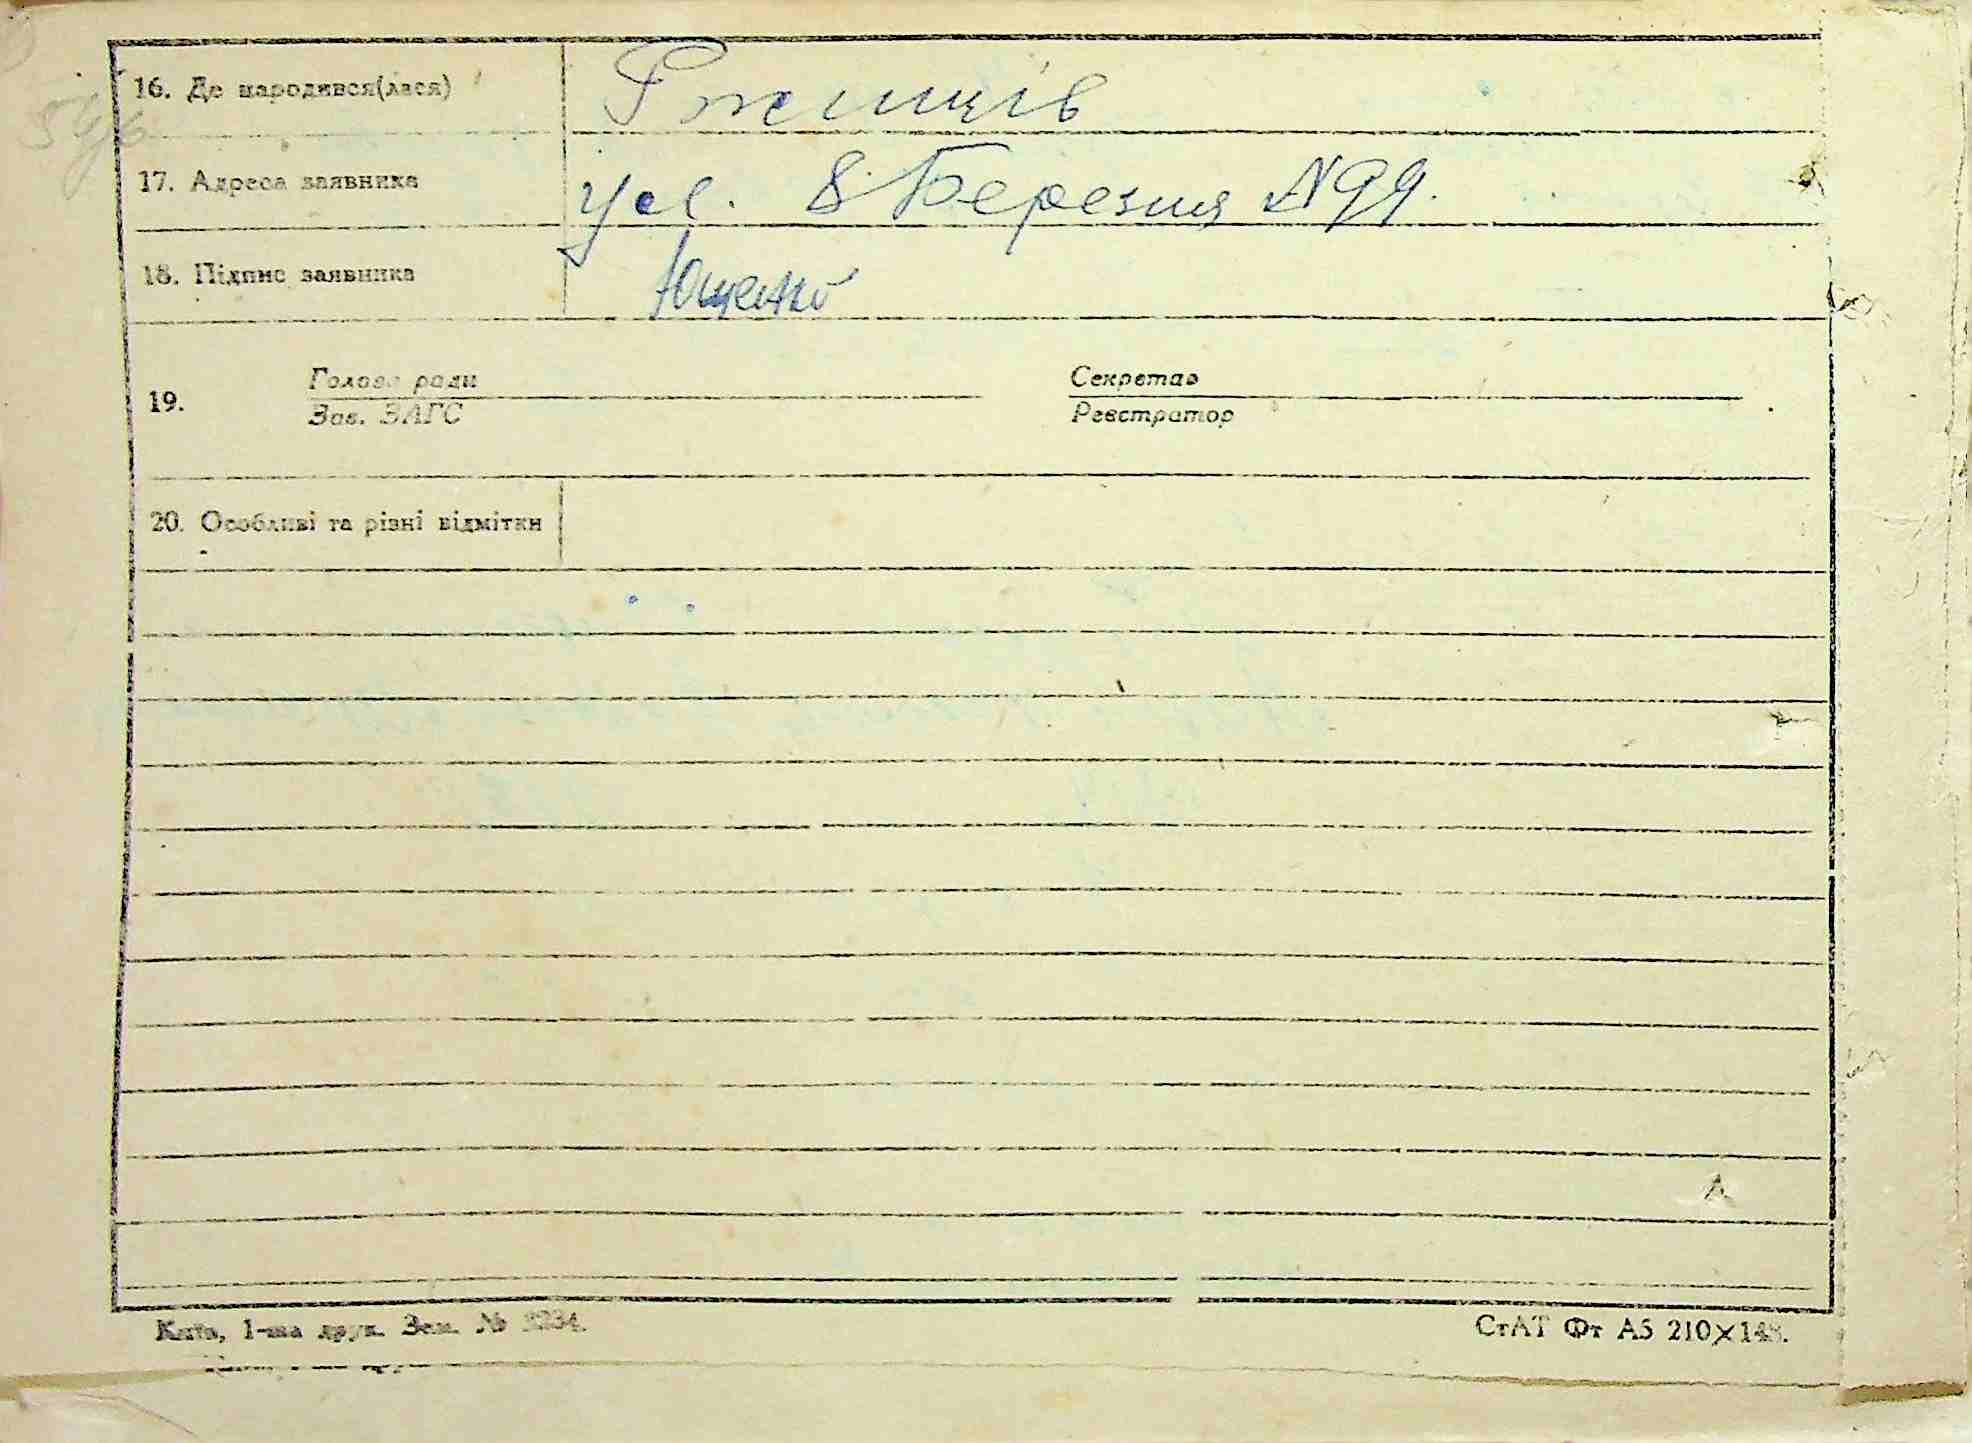 16. Де народився(лася) Ржищів
17. Адреса заявника вул. 8 Березня N 99.
18. Підпис заявника Ющенко
19. Голова ради Секретар
Зав. ЗАГС Реєстратор
20. Особливі та різні відмітки
Київ, 1-ша друк. Зам. № 3234. СтАТ Фт А5 210×148.